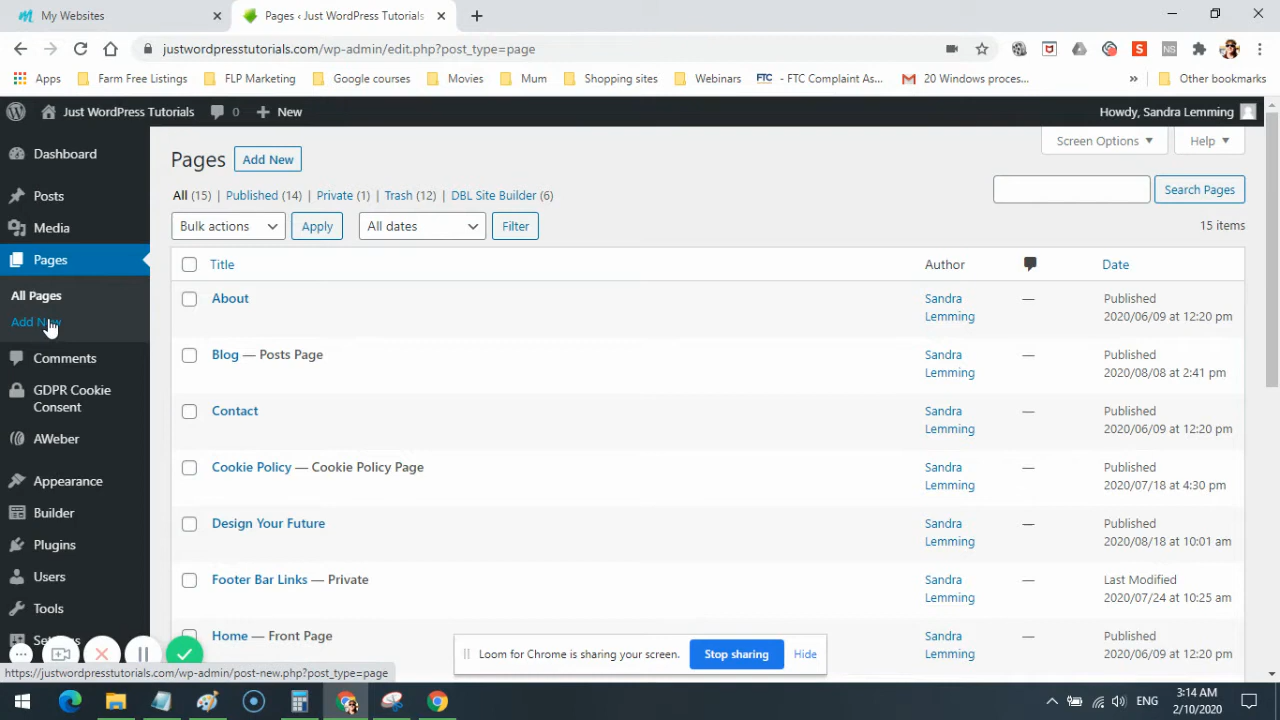 My Websites
Pages ‹ Just WordPress Tutorials
justwordpresstutorials.com/wp-admin/edit.php?post_type=page
Apps
Farm Free Listings
FLP Marketing
Google courses
Movies
Mum
Shopping sites
Webinars
FTC - FTC Complaint As...
20 Windows proces...
»
Other bookmarks
Just WordPress Tutorials
0
New
Howdy, Sandra Lemming
Dashboard
Posts
Media
Pages
All Pages
Add New
Comments
GDPR Cookie
Consent
AWeber
Appearance
Builder
Plugins
Users
Tools
Pages
Add New
Screen Options
Help
All (15) | Published (14) | Private (1) | Trash (12) | DBL Site Builder (6)
Search Pages
Bulk actions
Apply
All dates
Filter
15 items
Title
Author
Date
About
Sandra
Lemming
—
Published
2020/06/09 at 12:20 pm
Blog — Posts Page
Sandra
Lemming
—
Published
2020/08/08 at 2:41 pm
Contact
Sandra
Lemming
—
Published
2020/06/09 at 12:20 pm
Cookie Policy — Cookie Policy Page
Sandra
Lemming
—
Published
2020/07/18 at 4:30 pm
Design Your Future
Sandra
Lemming
—
Published
2020/08/18 at 10:01 am
Footer Bar Links — Private
Sandra
Lemming
—
Last Modified
2020/07/24 at 10:25 am
Home — Front Page
Sandra
Lemming
—
Published
2020/06/09 at 12:20 pm
Loom for Chrome is sharing your screen.
Stop sharing
Hide
https://justwordpresstutorials.com/wp-admin/post-new.php?post_type=page
ENG
3:14 AM
2/10/2020